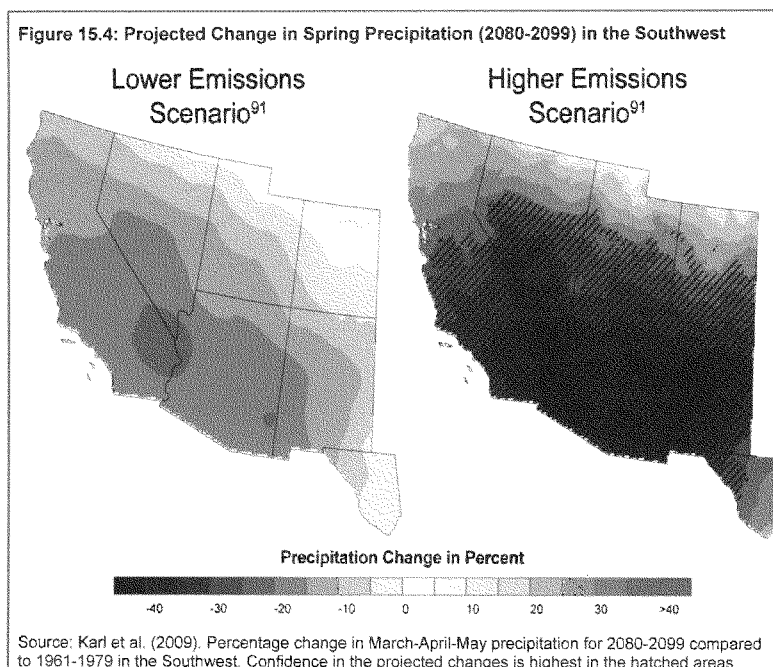 Figure 15.4: Projected Change in Spring Precipitation (2080-2099) in the Southwest
Lower Emissions
Scenario91
Higher Emissions
Scenario91
Precipitation Change in Percent
-40 -30 -20 -10 0 10 20 30 >40
Source: Karl et al. (2009). Percentage change in March-April-May precipitation for 2080-2099 compared
to 1961-1979 in the Southwest. Confidence in the projected changes is highest in the hatched areas